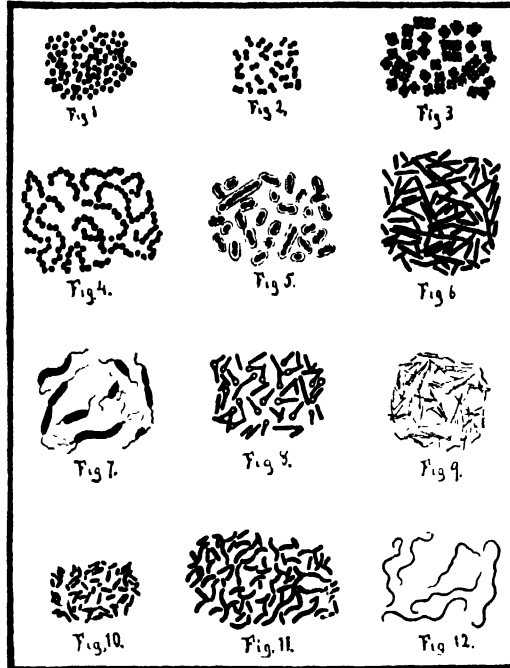 Fig 1
Fig 2,
Fig 3
Fig.4.
Fig 5.
Fig 6
Fig 7.
Fig 8.
Fig 9.
Fig.10.
Fig.11.
Fig 12.